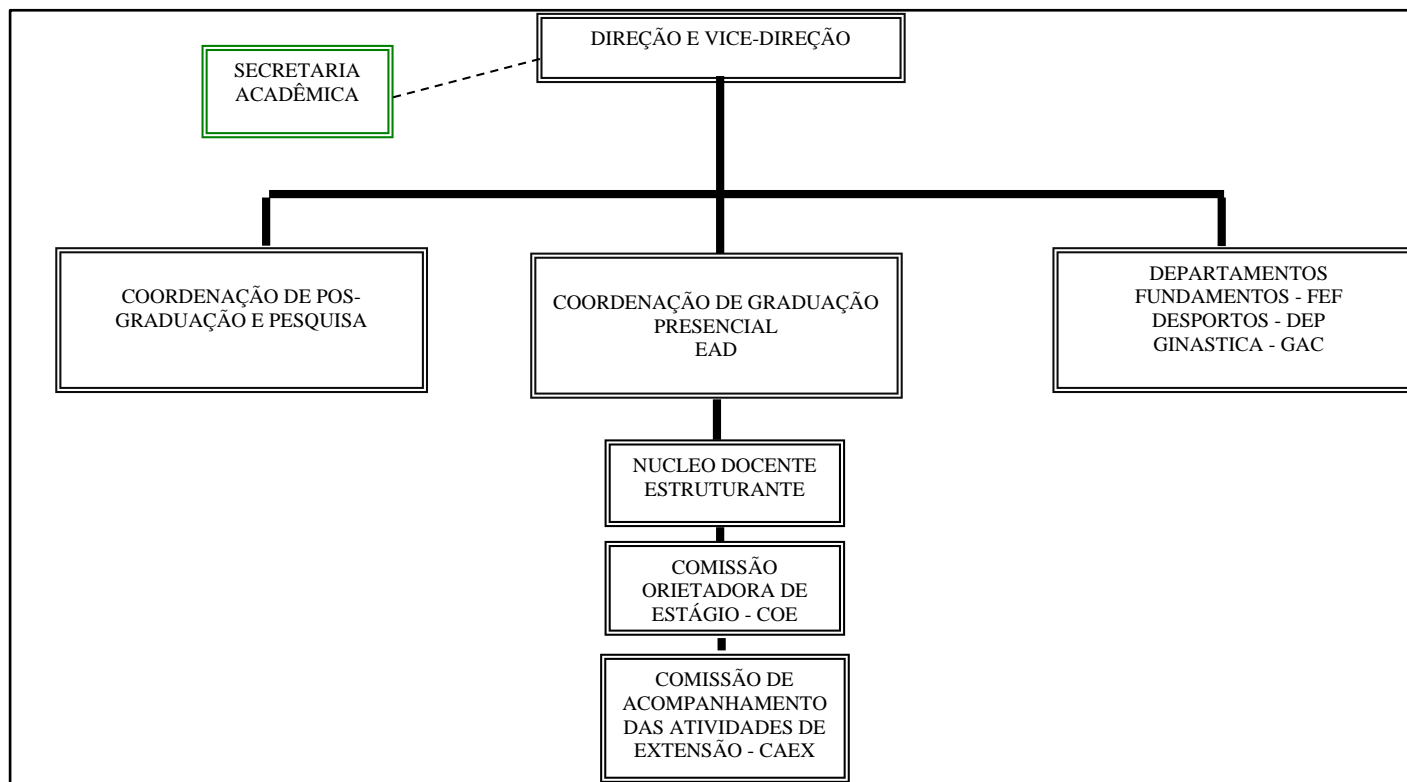 DIREÇÃO E VICE-DIREÇÃO
SECRETARIA
ACADÊMICA
COORDENAÇÃO DE POS-
GRADUAÇÃO E PESQUISA
COORDENAÇÃO DE GRADUAÇÃO
PRESENCIAL
EAD
DEPARTAMENTOS
FUNDAMENTOS - FEF
DESPORTOS - DEP
GINASTICA - GAC
NUCLEO DOCENTE
ESTRUTURANTE
COMISSÃO
ORIETADORA DE
ESTÁGIO - COE
COMISSÃO DE
ACOMPANHAMENTO
DAS ATIVIDADES DE
EXTENSÃO - CAEX